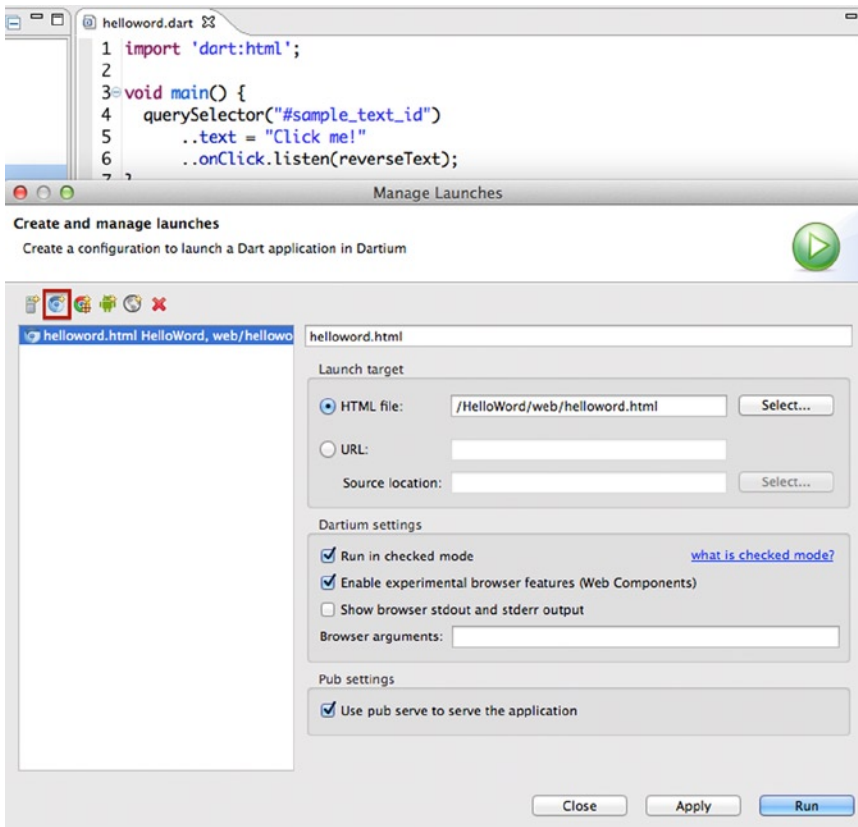 helloword.dart
1 import 'dart:html';
2
3 void main() {
4 querySelector("#sample_text_id")
5 ..text = "Click me!"
6 ..onClick.listen(reverseText);
7 }
Manage Launches
Create and manage launches
Create a configuration to launch a Dart application in Dartium
helloword.html HelloWord, web/hellowo
helloword.html
Launch target
HTML file: /HelloWord/web/helloword.html Select...
URL:
Source location: Select...
Dartium settings
Run in checked mode what is checked mode?
Enable experimental browser features (Web Components)
Show browser stdout and stderr output
Browser arguments:
Pub settings
Use pub serve to serve the application
Close Apply Run